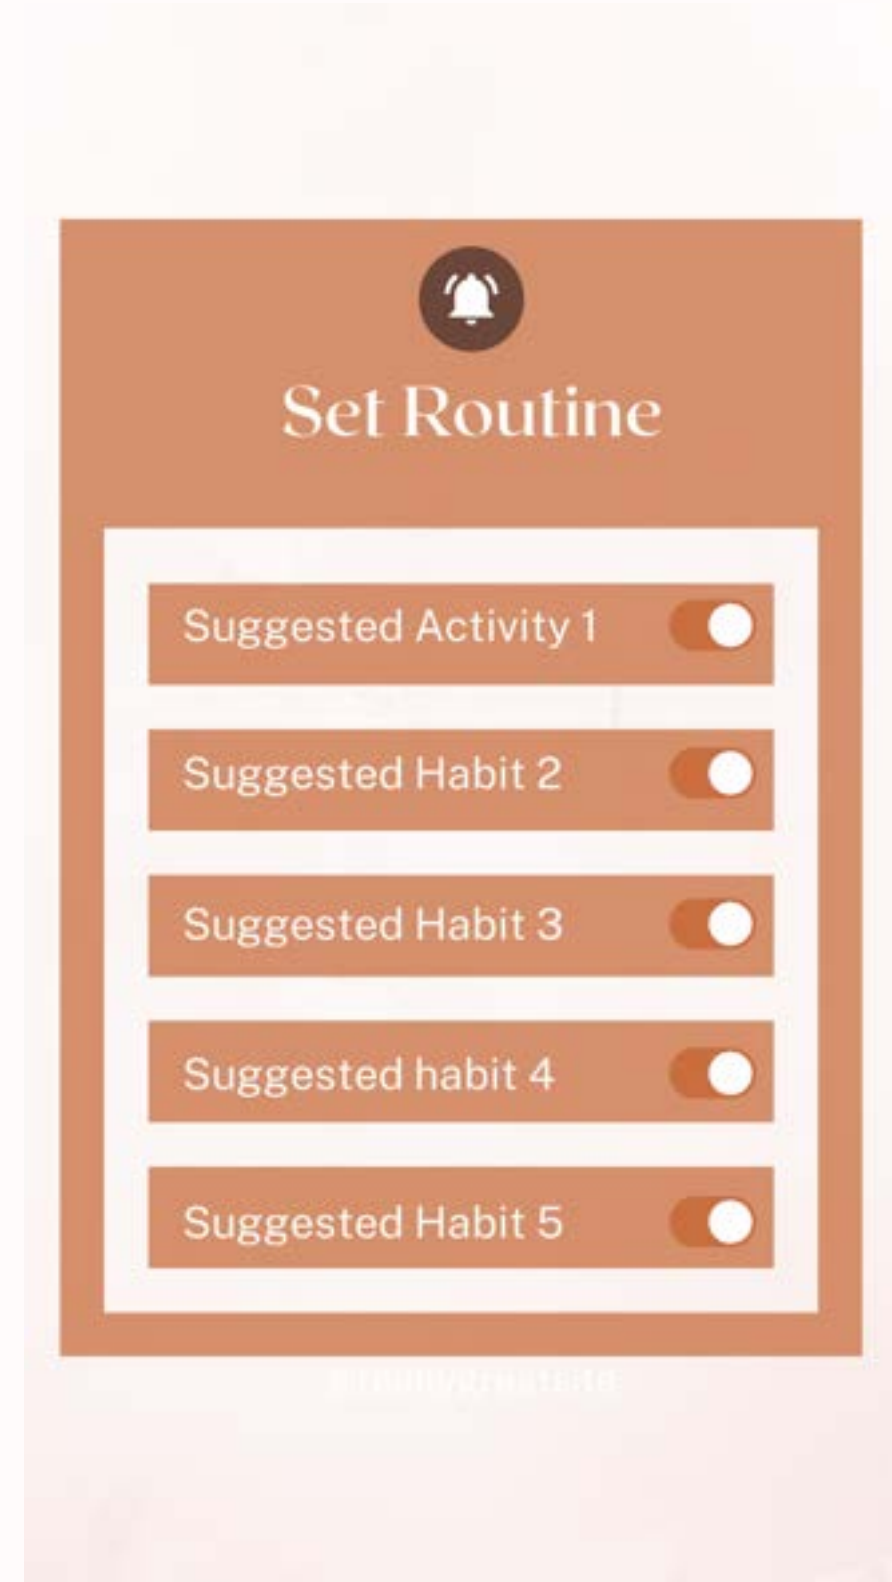 Set Routine
Suggested Activity 1
Suggested Habit 2
Suggested Habit 3
Suggested habit 4
Suggested Habit 5